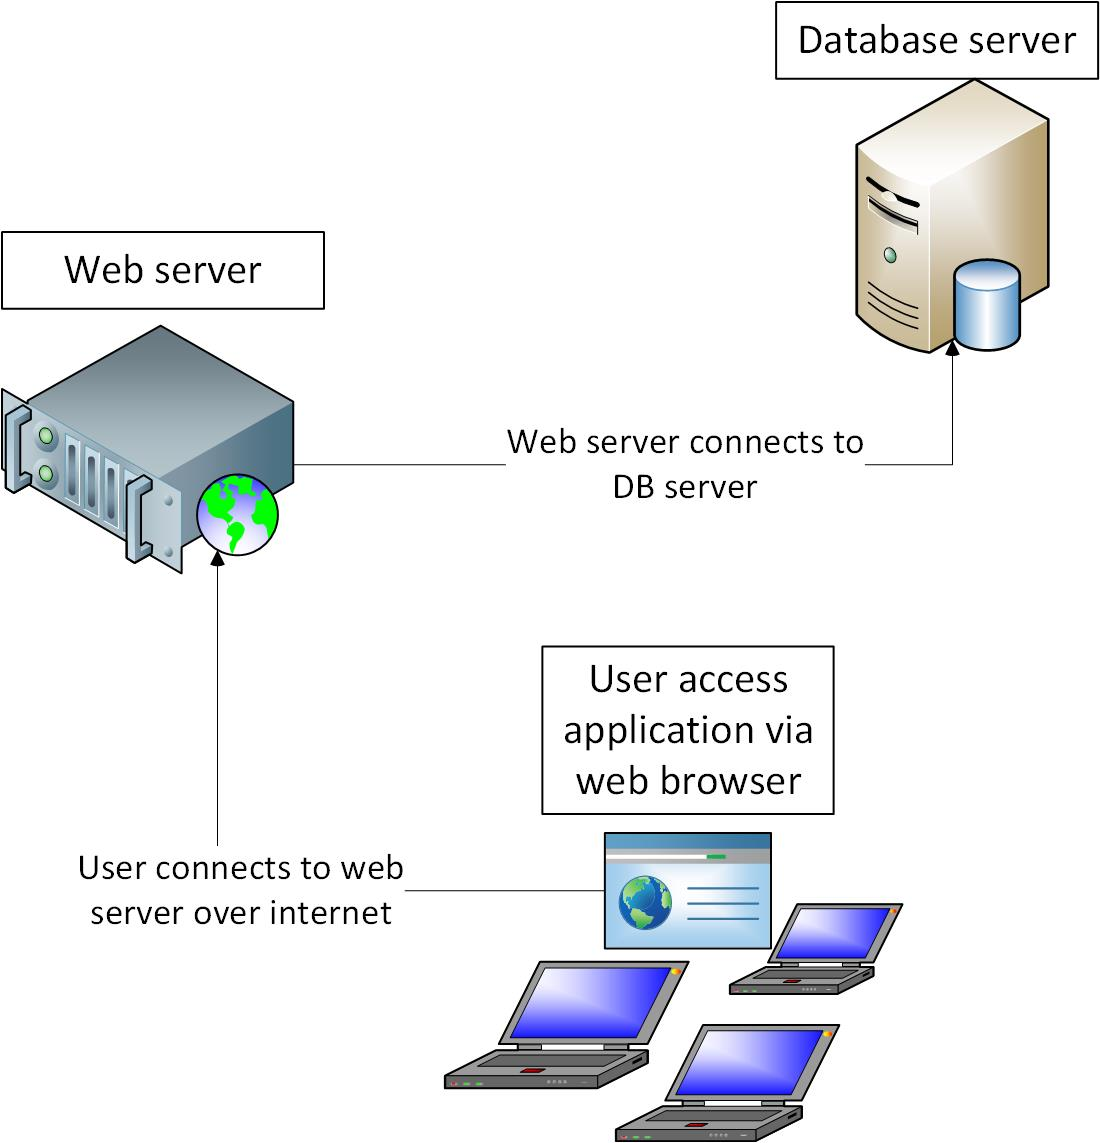 Database server
Web server
Web server connects to
DB server
User access
application via
web browser
User connects to web
server over internet